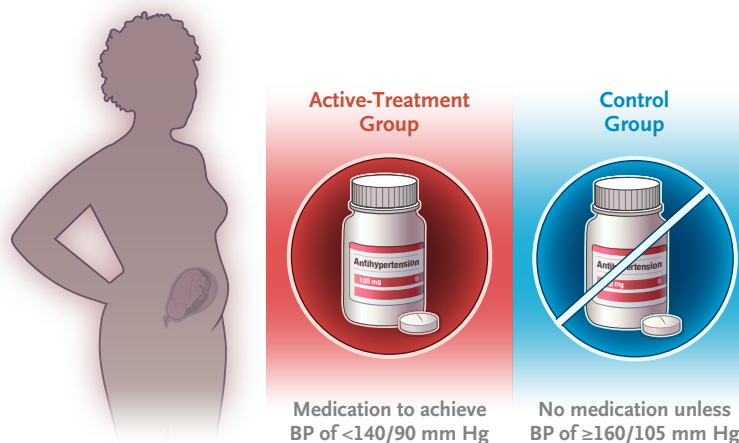 Active-Treatment
Group
Antihypertension
100 mg
Medication to achieve
BP of <140/90 mm Hg
Control
Group
No medication unless
BP of ≥160/105 mm Hg